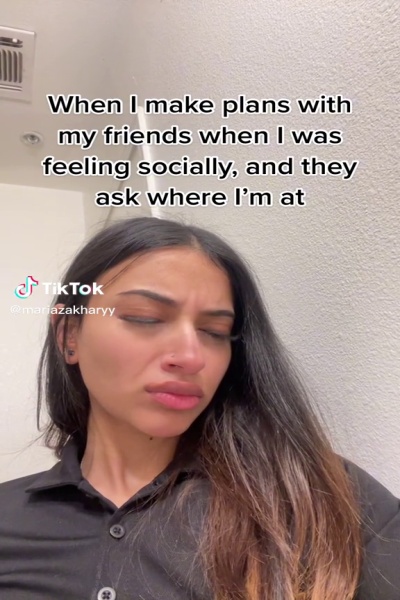 When I make plans with
my friends when I was
feeling socially, and they
ask where I'm at
TikTok
@mariazakharyy